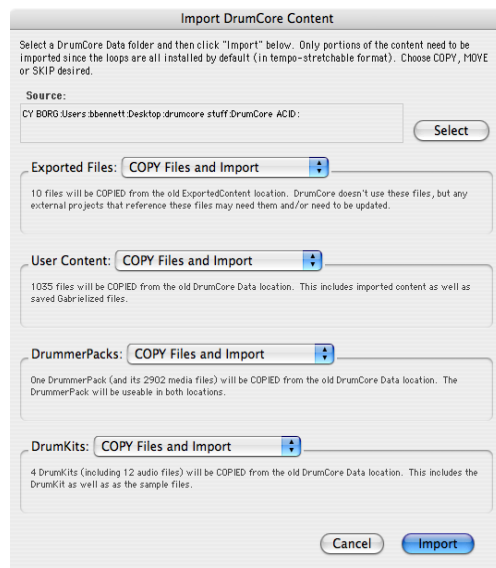 Import DrumCore Content
Select a DrumCore Data folder and then click "Import" below. Only portions of the content need to be
imported since the loops are all installed by default (in tempo-stretchable format). Choose COPY, MOVE
or SKIP desired.
Source:
CY BORG:Users:bbennett:Desktop:drumcore stuff:DrumCore ACID:
Select
Exported Files: COPY Files and Import
10 files will be COPIED from the old ExportedContent location. DrumCore doesn't use these files, but any
external projects that reference these files may need them and/or need to be updated.
User Content: COPY Files and Import
1035 files will be COPIED from the old DrumCore Data location. This includes imported content as well as
saved Gabrielized files.
DrummerPacks: COPY Files and Import
One DrummerPack (and its 2902 media files) will be COPIED from the old DrumCore Data location. The
DrummerPack will be useable in both locations.
DrumKits: COPY Files and Import
4 DrumKits (including 12 audio files) will be COPIED from the old DrumCore Data location. This includes the
DrumKit as well as as the sample files.
Cancel
Import